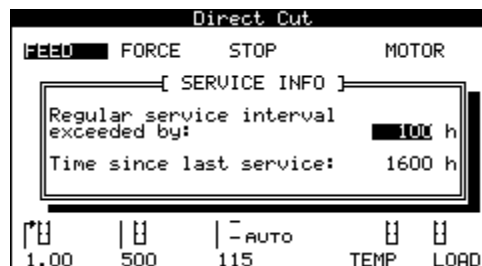 Direct Cut
FEED FORCE STOP MOTOR
[ SERVICE INFO ]
Regular service interval
exceeded by: 100 h
Time since last service: 1600 h
AUTO
1.00 500 115 TEMP LOAD